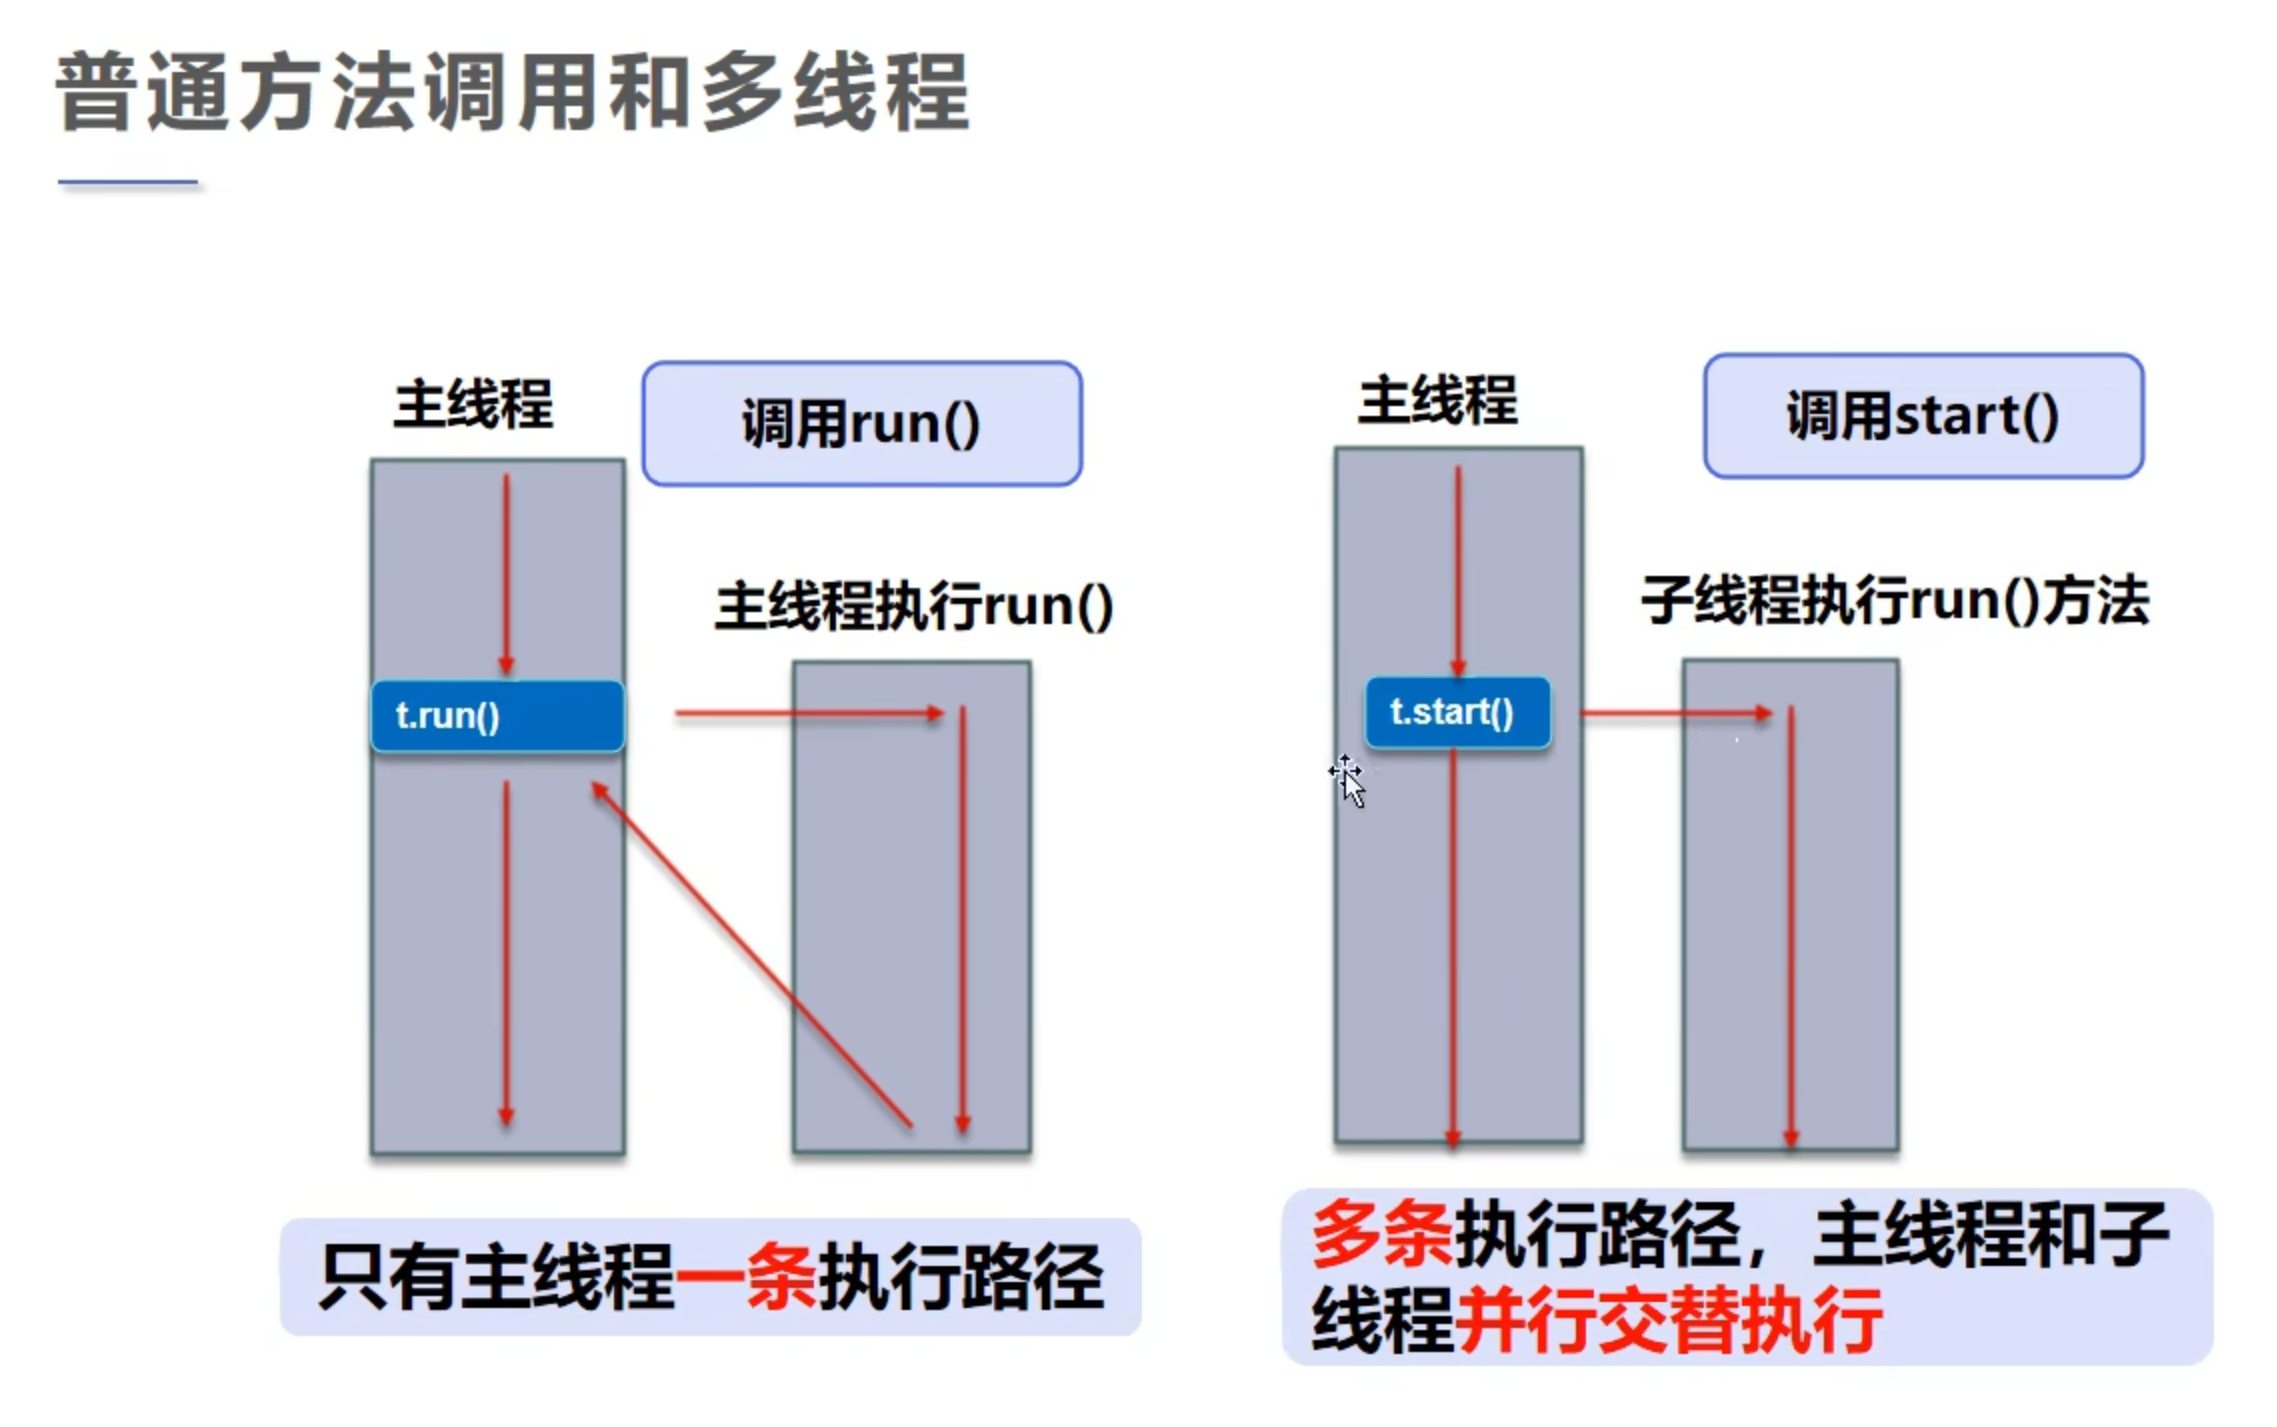 普通方法调用和多线程
主线程
调用run()
主线程执行run()
t.run()
只有主线程一条执行路径
主线程
调用start()
子线程执行run()方法
t.start()
多条执行路径，主线程和子
线程并行交替执行